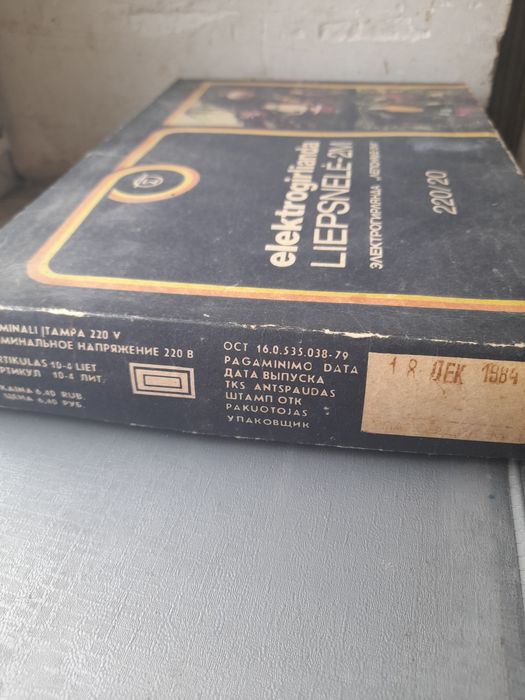 elektrogirlianda
LIEPSNELĖ-2M
ЭЛЕКТРОГИРЛЯНДА
220/20
MINALI ĮTAMPA 220 V
МИНАЛЬНОЕ НАПРЯЖЕНИЕ 220 В
RTIKULAS 10-4 LIET
РТИКУЛ 10-4 ЛИТ.
KAINA 6,40 RUB
ЦЕНА 6,40 РУБ.
ОСТ 16.0.535.038-79
PAGAMINIMO DATA
ДАТА ВЫПУСКА
TKS ANTSPAUDAS
ШТАМП ОТК
PAKUOTOJAS
УПАКОВЩИК
18 ДЕК 1984